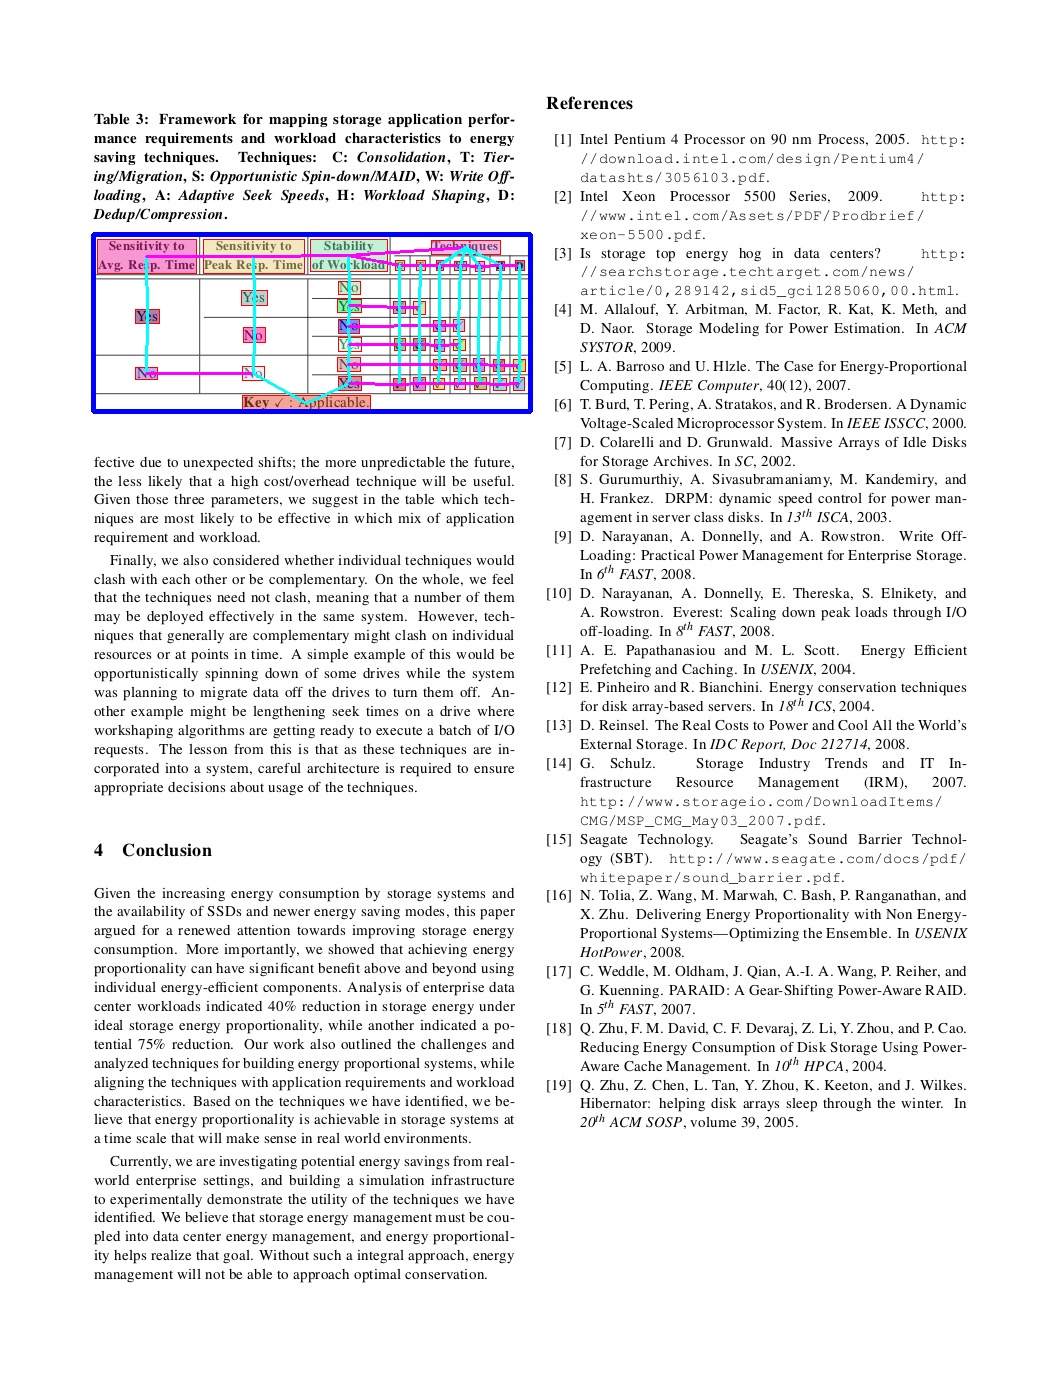 Table 3: Framework for mapping storage application perfor-
mance requirements and workload characteristics to energy
saving techniques. Techniques: C: Consolidation, T: Tier-
ing/Migration, S: Opportunistic Spin-down/MAID, W: Write Off-
loading, A: Adaptive Seek Speeds, H: Workload Shaping, D:
Dedup/Compression.
Sensitivity to Sensitivity to Stability Techniques
Avg. Resp. Time Peak Resp. Time of Workload
No
Yes
Yes
Yes
No
No
Yes
No
No No
Yes
Key ✓ : Applicable.
fective due to unexpected shifts; the more unpredictable the future,
the less likely that a high cost/overhead technique will be useful.
Given those three parameters, we suggest in the table which tech-
niques are most likely to be effective in which mix of application
requirement and workload.
Finally, we also considered whether individual techniques would
clash with each other or be complementary. On the whole, we feel
that the techniques need not clash, meaning that a number of them
may be deployed effectively in the same system. However, tech-
niques that generally are complementary might clash on individual
resources or at points in time. A simple example of this would be
opportunistically spinning down of some drives while the system
was planning to migrate data off the drives to turn them off. An-
other example might be lengthening seek times on a drive where
workshaping algorithms are getting ready to execute a batch of I/O
requests. The lesson from this is that as these techniques are in-
corporated into a system, careful architecture is required to ensure
appropriate decisions about usage of the techniques.
4 Conclusion
Given the increasing energy consumption by storage systems and
the availability of SSDs and newer energy saving modes, this paper
argued for a renewed attention towards improving storage energy
consumption. More importantly, we showed that achieving energy
proportionality can have significant benefit above and beyond using
individual energy-efficient components. Analysis of enterprise data
center workloads indicated 40% reduction in storage energy under
ideal storage energy proportionality, while another indicated a po-
tential 75% reduction. Our work also outlined the challenges and
analyzed techniques for building energy proportional systems, while
aligning the techniques with application requirements and workload
characteristics. Based on the techniques we have identified, we be-
lieve that energy proportionality is achievable in storage systems at
a time scale that will make sense in real world environments.
Currently, we are investigating potential energy savings from real-
world enterprise settings, and building a simulation infrastructure
to experimentally demonstrate the utility of the techniques we have
identified. We believe that storage energy management must be cou-
pled into data center energy management, and energy proportional-
ity helps realize that goal. Without such a integral approach, energy
management will not be able to approach optimal conservation.
References
[1] Intel Pentium 4 Processor on 90 nm Process, 2005. http:
//download.intel.com/design/Pentium4/
datashts/3056103.pdf.
[2] Intel Xeon Processor 5500 Series, 2009. http:
//www.intel.com/Assets/PDF/Prodbrief/
xeon-5500.pdf.
[3] Is storage top energy hog in data centers? http:
//searchstorage.techtarget.com/news/
article/0,289142,sid5_gci1285060,00.html.
[4] M. Allalouf, Y. Arbitman, M. Factor, R. Kat, K. Meth, and
D. Naor. Storage Modeling for Power Estimation. In ACM
SYSTOR, 2009.
[5] L. A. Barroso and U. Hlzle. The Case for Energy-Proportional
Computing. IEEE Computer, 40(12), 2007.
[6] T. Burd, T. Pering, A. Stratakos, and R. Brodersen. A Dynamic
Voltage-Scaled Microprocessor System. In IEEE ISSCC, 2000.
[7] D. Colarelli and D. Grunwald. Massive Arrays of Idle Disks
for Storage Archives. In SC, 2002.
[8] S. Gurumurthiy, A. Sivasubramaniamy, M. Kandemiry, and
H. Frankez. DRPM: dynamic speed control for power man-
agement in server class disks. In 13th ISCA, 2003.
[9] D. Narayanan, A. Donnelly, and A. Rowstron. Write Off-
Loading: Practical Power Management for Enterprise Storage.
In 6th FAST, 2008.
[10] D. Narayanan, A. Donnelly, E. Thereska, S. Elnikety, and
A. Rowstron. Everest: Scaling down peak loads through I/O
off-loading. In 8th FAST, 2008.
[11] A. E. Papathanasiou and M. L. Scott. Energy Efficient
Prefetching and Caching. In USENIX, 2004.
[12] E. Pinheiro and R. Bianchini. Energy conservation techniques
for disk array-based servers. In 18th ICS, 2004.
[13] D. Reinsel. The Real Costs to Power and Cool All the World's
External Storage. In IDC Report, Doc 212714, 2008.
[14] G. Schulz. Storage Industry Trends and IT In-
frastructure Resource Management (IRM), 2007.
http://www.storageio.com/DownloadItems/
CMG/MSP_CMG_May03_2007.pdf.
[15] Seagate Technology. Seagate's Sound Barrier Technol-
ogy (SBT). http://www.seagate.com/docs/pdf/
whitepaper/sound_barrier.pdf.
[16] N. Tolia, Z. Wang, M. Marwah, C. Bash, P. Ranganathan, and
X. Zhu. Delivering Energy Proportionality with Non Energy-
Proportional Systems—Optimizing the Ensemble. In USENIX
HotPower, 2008.
[17] C. Weddle, M. Oldham, J. Qian, A.-I. A. Wang, P. Reiher, and
G. Kuenning. PARAID: A Gear-Shifting Power-Aware RAID.
In 5th FAST, 2007.
[18] Q. Zhu, F. M. David, C. F. Devaraj, Z. Li, Y. Zhou, and P. Cao.
Reducing Energy Consumption of Disk Storage Using Power-
Aware Cache Management. In 10th HPCA, 2004.
[19] Q. Zhu, Z. Chen, L. Tan, Y. Zhou, K. Keeton, and J. Wilkes.
Hibernator: helping disk arrays sleep through the winter. In
20th ACM SOSP, volume 39, 2005.